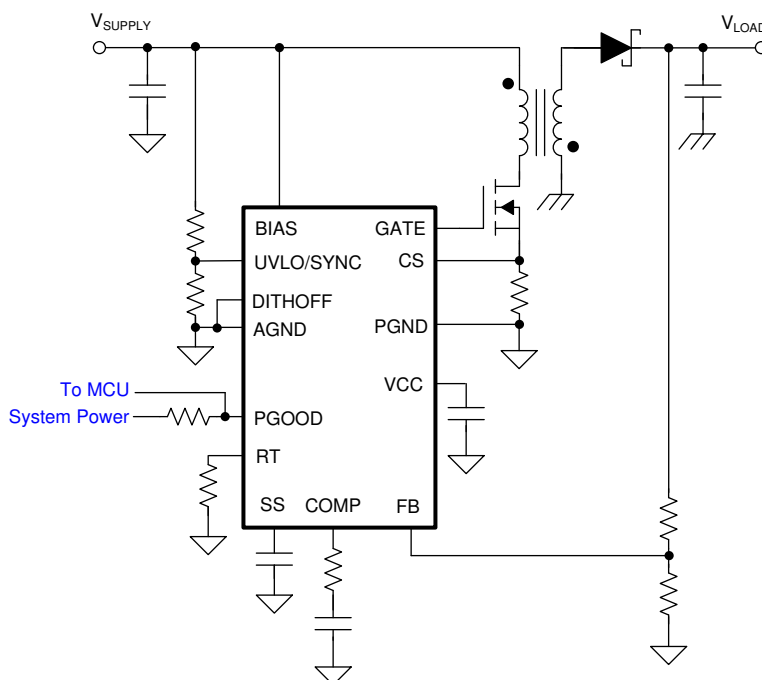 VSUPPLY
VLOAD
BIAS
GATE
UVLO/SYNC
CS
DITHOFF
AGND
PGND
VCC
To MCU
System Power
PGOOD
RT
SS
COMP
FB